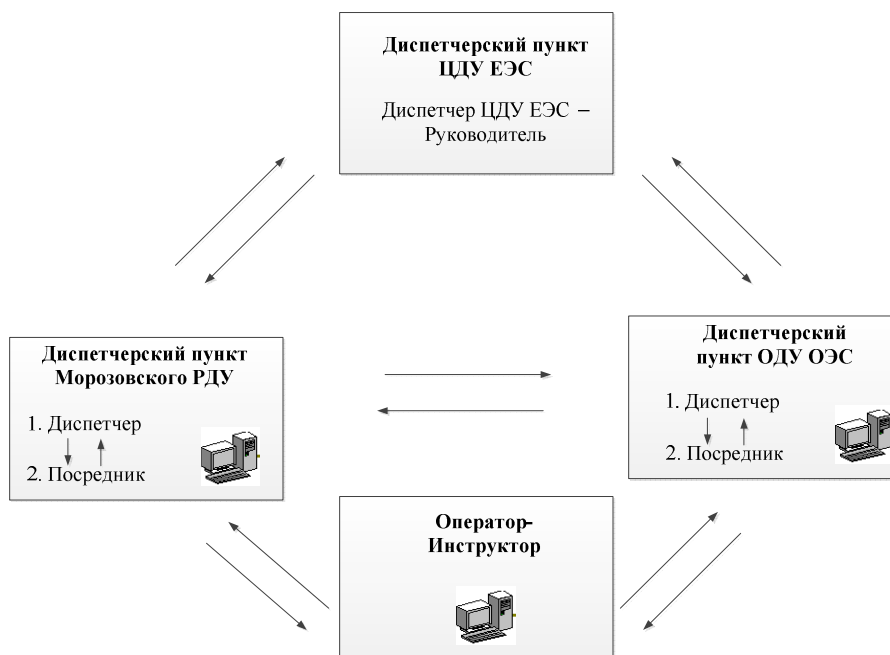 Диспетчерский пункт
ЦДУ ЕЭС
Диспетчер ЦДУ ЕЭС –
Руководитель
Диспетчерский пункт
Морозовского РДУ
1. Диспетчер
2. Посредник
Диспетчерский
пункт ОДУ ОЭС
1. Диспетчер
2. Посредник
Оператор-
Инструктор